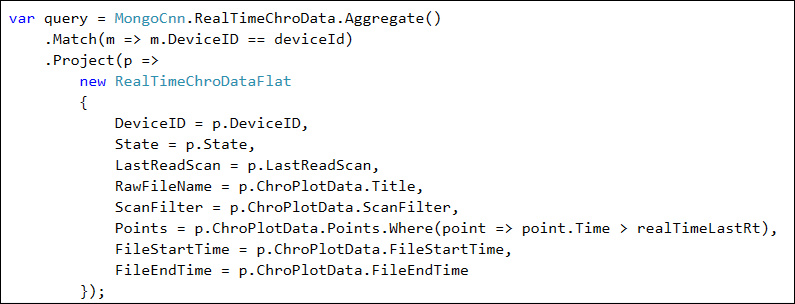 var query = MongoCnn.RealTimeChroData.Aggregate()
.Match(m => m.DeviceID == deviceId)
.Project(p =>
new RealTimeChroDataFlat
{
DeviceID = p.DeviceID,
State = p.State,
LastReadScan = p.LastReadScan,
RawFileName = p.ChroPlotData.Title,
ScanFilter = p.ChroPlotData.ScanFilter,
Points = p.ChroPlotData.Points.Where(point => point.Time > realTimeLastRt),
FileStartTime = p.ChroPlotData.FileStartTime,
FileEndTime = p.ChroPlotData.FileEndTime
});